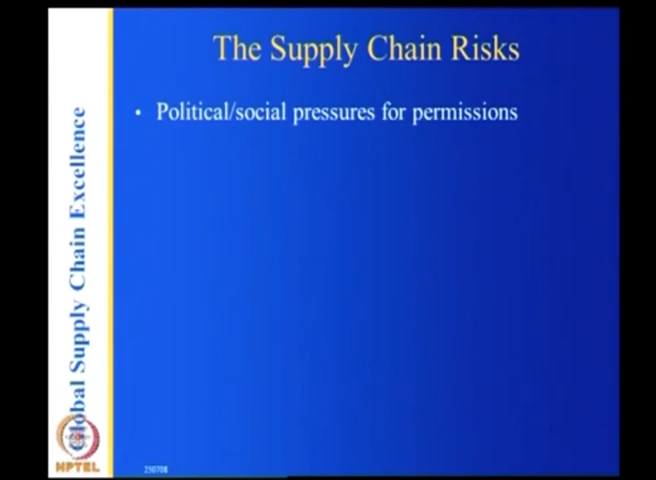 The Supply Chain Risks
• Political/social pressures for permissions
Global Supply Chain Excellence
NPTEL
250708